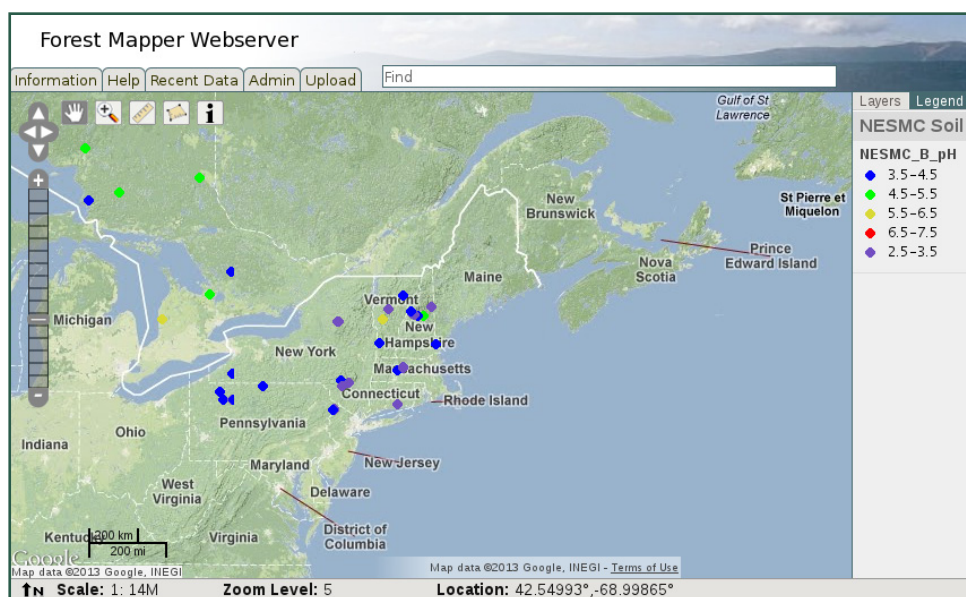 Forest Mapper Webserver
Information Help Recent Data Admin Upload
Find
Layers Legend
NESMC Soil
NESMC_B_pH
3.5-4.5
4.5-5.5
5.5-6.5
6.5-7.5
2.5-3.5
Gulf of St
Lawrence
St Pierre et
Miquelon
New
Brunswick
Prince
Edward Island
Nova
Scotia
Maine
Vermont
New
Hampshire
Michigan
New York
Massachusetts
Connecticut
Rhode Island
Pennsylvania
Ohio
Indiana
New Jersey
Maryland
Delaware
West
Virginia
District of
Columbia
Virginia
Kentucky
200 km
200 mi
Google
Map data ©2013 Google, INEGI
Map data ©2013 Google, INEGI - Terms of Use
N Scale: 1: 14M Zoom Level: 5 Location: 42.54993°,-68.99865°